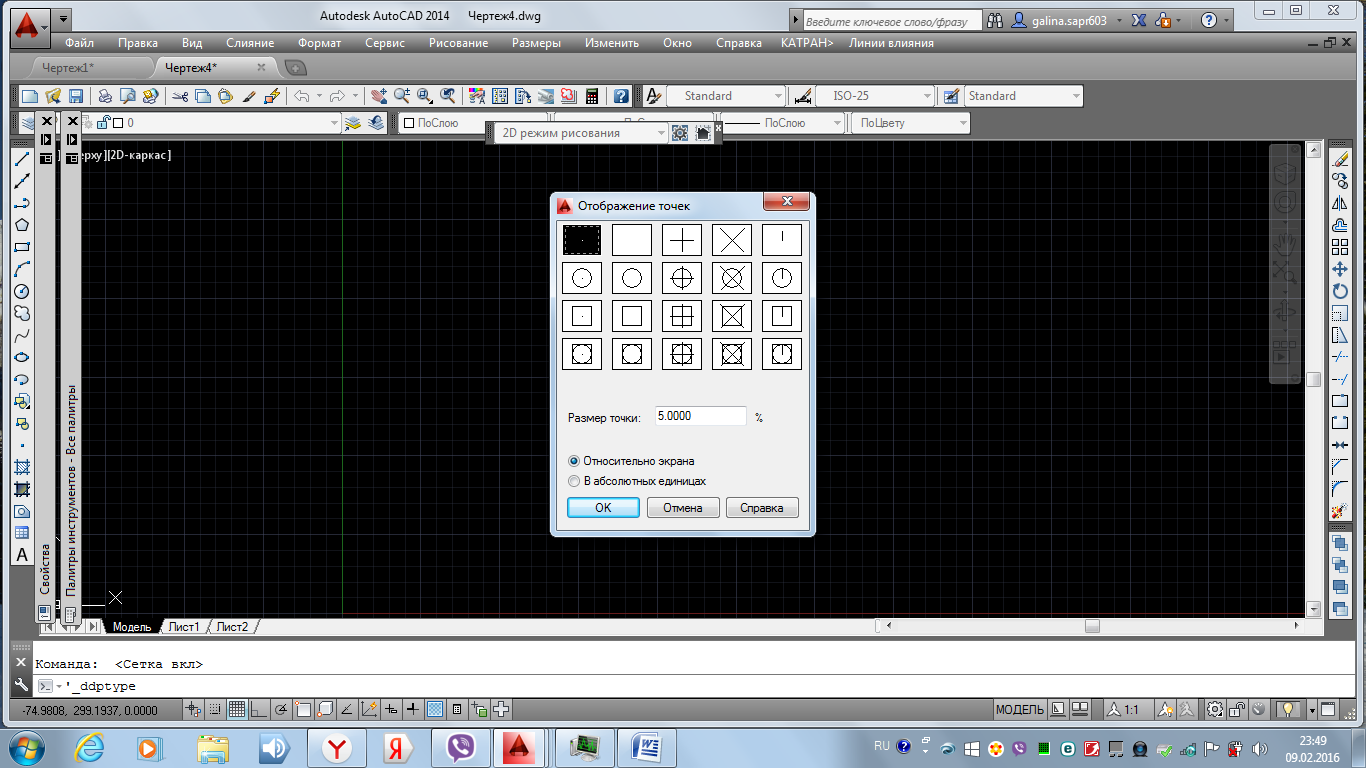 Autodesk AutoCAD 2014 Чертеж4.dwg
Введите ключевое слово/фразу
galina.sapr603
Файл Правка Вид Слияние Формат Сервис Рисование Размеры Изменить Окно Справка КАТРАН> Линии влияния
Чертеж1* Чертеж4*
Standard ISO-25 Standard
0 ПоСлою ПоСлою ПоЦвету
2D режим рисования
рху][2D-каркас]
Отображение точек
Размер точки: 5.0000 %
Относительно экрана
В абсолютных единицах
ОК Отмена Справка
Свойства
Палитры инструментов - Все палитры
A
Модель Лист1 Лист2
Команда: <Сетка вкл>
'_ddptype
-74.9808, 299.1937, 0.0000
МОДЕЛЬ 1:1
RU
23:49
09.02.2016